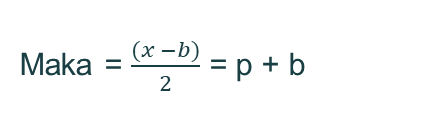 Maka = (x – b)/2 = p + b